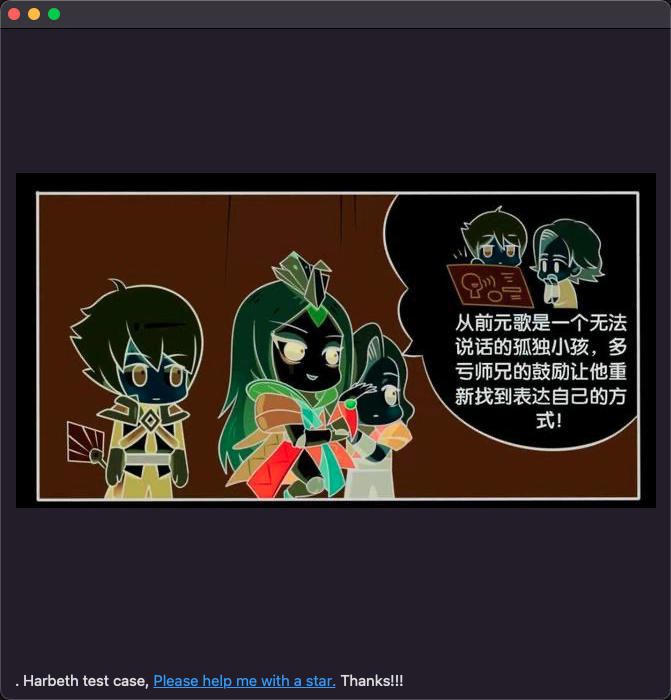 从前元歌是一个无法
说话的孤独小孩，多
亏师兄的鼓励让他重
新找到表达自己的方
式！
. Harbeth test case, Please help me with a star. Thanks!!!